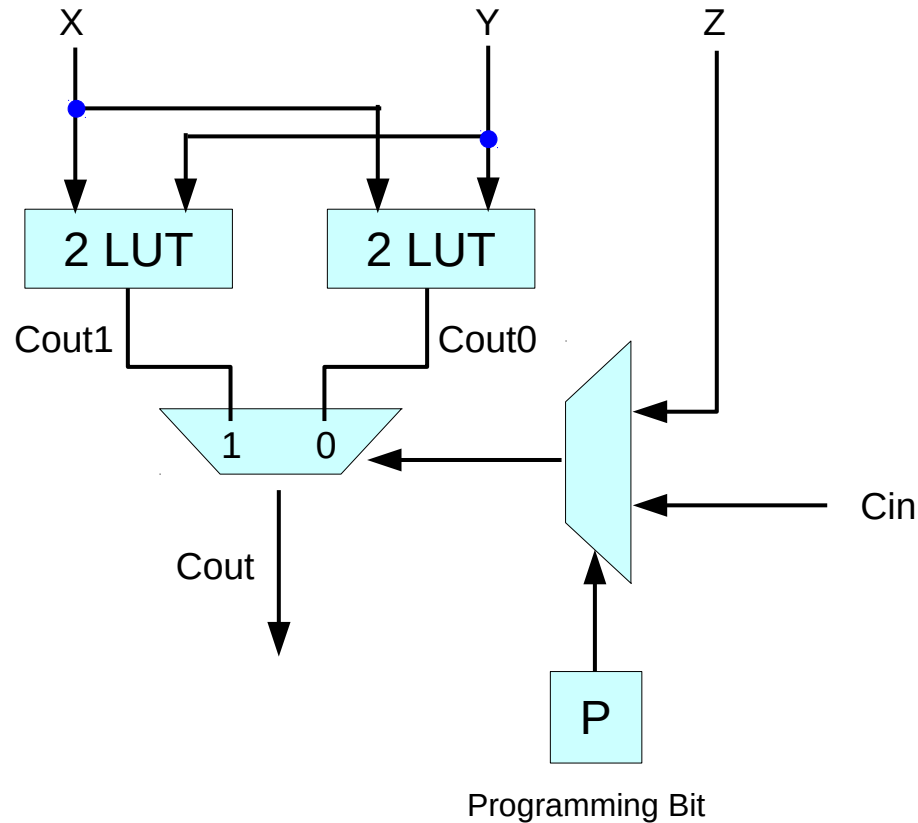 X
Y
Z
2 LUT
2 LUT
Cout1
Cout0
1
0
Cin
Cout
P
Programming Bit